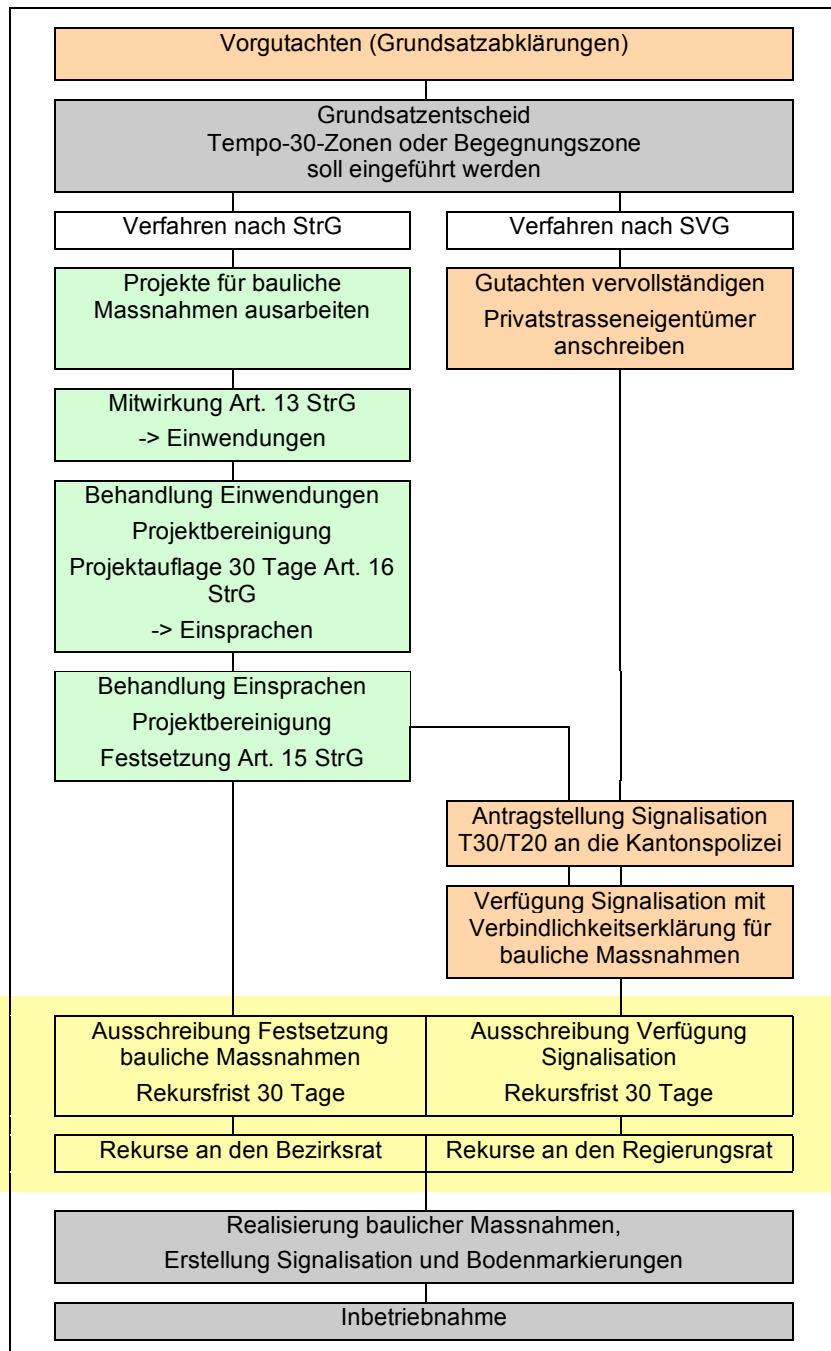 Vorgutachten (Grundsatzabklärungen)
Grundsatzentscheid
Tempo-30-Zonen oder Begegnungszone
soll eingeführt werden
Verfahren nach StrG
Verfahren nach SVG
Projekte für bauliche
Massnahmen ausarbeiten
Gutachten vervollständigen
Privatstrasseneigentümer
anschreiben
Mitwirkung Art. 13 StrG
-> Einwendungen
Behandlung Einwendungen
Projektbereinigung
Projektauflage 30 Tage Art. 16
StrG
-> Einsprachen
Behandlung Einsprachen
Projektbereinigung
Festsetzung Art. 15 StrG
Antragstellung Signalisation
T30/T20 an die Kantonspolizei
Verfügung Signalisation mit
Verbindlichkeitserklärung für
bauliche Massnahmen
Ausschreibung Festsetzung
bauliche Massnahmen
Rekursfrist 30 Tage
Ausschreibung Verfügung
Signalisation
Rekursfrist 30 Tage
Rekurse an den Bezirksrat
Rekurse an den Regierungsrat
Realisierung baulicher Massnahmen,
Erstellung Signalisation und Bodenmarkierungen
Inbetriebnahme